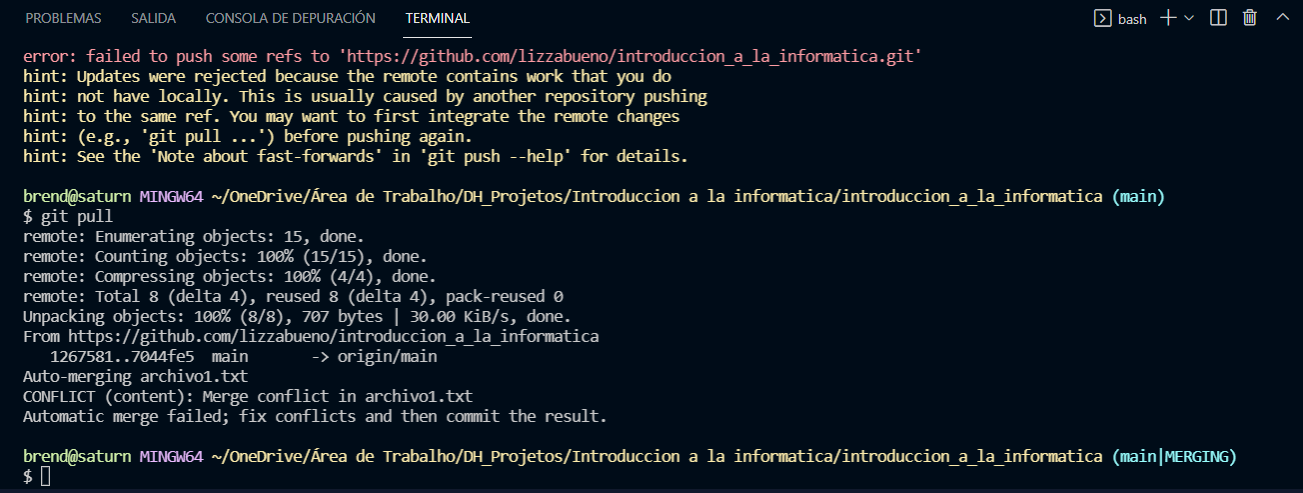 PROBLEMAS SALIDA CONSOLA DE DEPURACIÓN TERMINAL bash
error: failed to push some refs to 'https://github.com/lizzabueno/introduccion_a_la_informatica.git'
hint: Updates were rejected because the remote contains work that you do
hint: not have locally. This is usually caused by another repository pushing
hint: to the same ref. You may want to first integrate the remote changes
hint: (e.g., 'git pull ...') before pushing again.
hint: See the 'Note about fast-forwards' in 'git push --help' for details.
brend@saturn MINGW64 ~/OneDrive/Área de Trabalho/DH_Projetos/Introduccion a la informatica/introduccion_a_la_informatica (main)
$ git pull
remote: Enumerating objects: 15, done.
remote: Counting objects: 100% (15/15), done.
remote: Compressing objects: 100% (4/4), done.
remote: Total 8 (delta 4), reused 8 (delta 4), pack-reused 0
Unpacking objects: 100% (8/8), 707 bytes | 30.00 KiB/s, done.
From https://github.com/lizzabueno/introduccion_a_la_informatica
   1267581..7044fe5  main       -> origin/main
Auto-merging archivo1.txt
CONFLICT (content): Merge conflict in archivo1.txt
Automatic merge failed; fix conflicts and then commit the result.
brend@saturn MINGW64 ~/OneDrive/Área de Trabalho/DH_Projetos/Introduccion a la informatica/introduccion_a_la_informatica (main|MERGING)
$